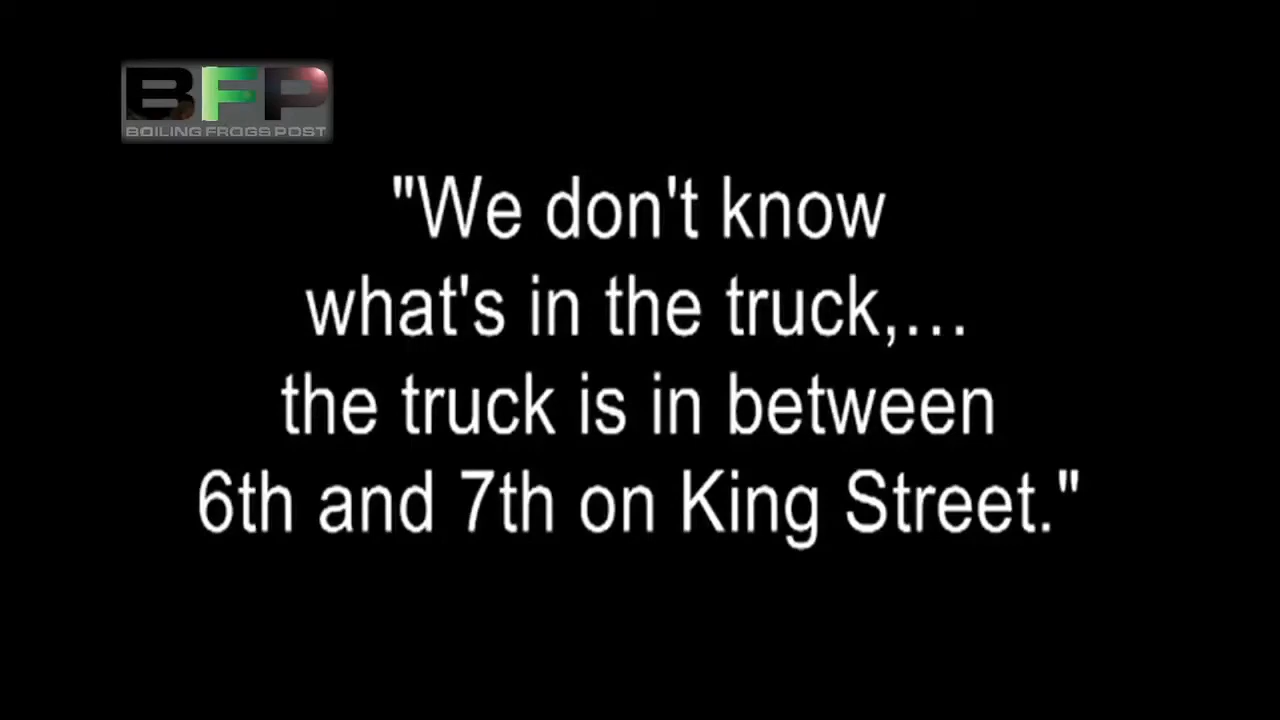 BFP
BOILING FROGS POST
"We don't know
what's in the truck,...
the truck is in between
6th and 7th on King Street."